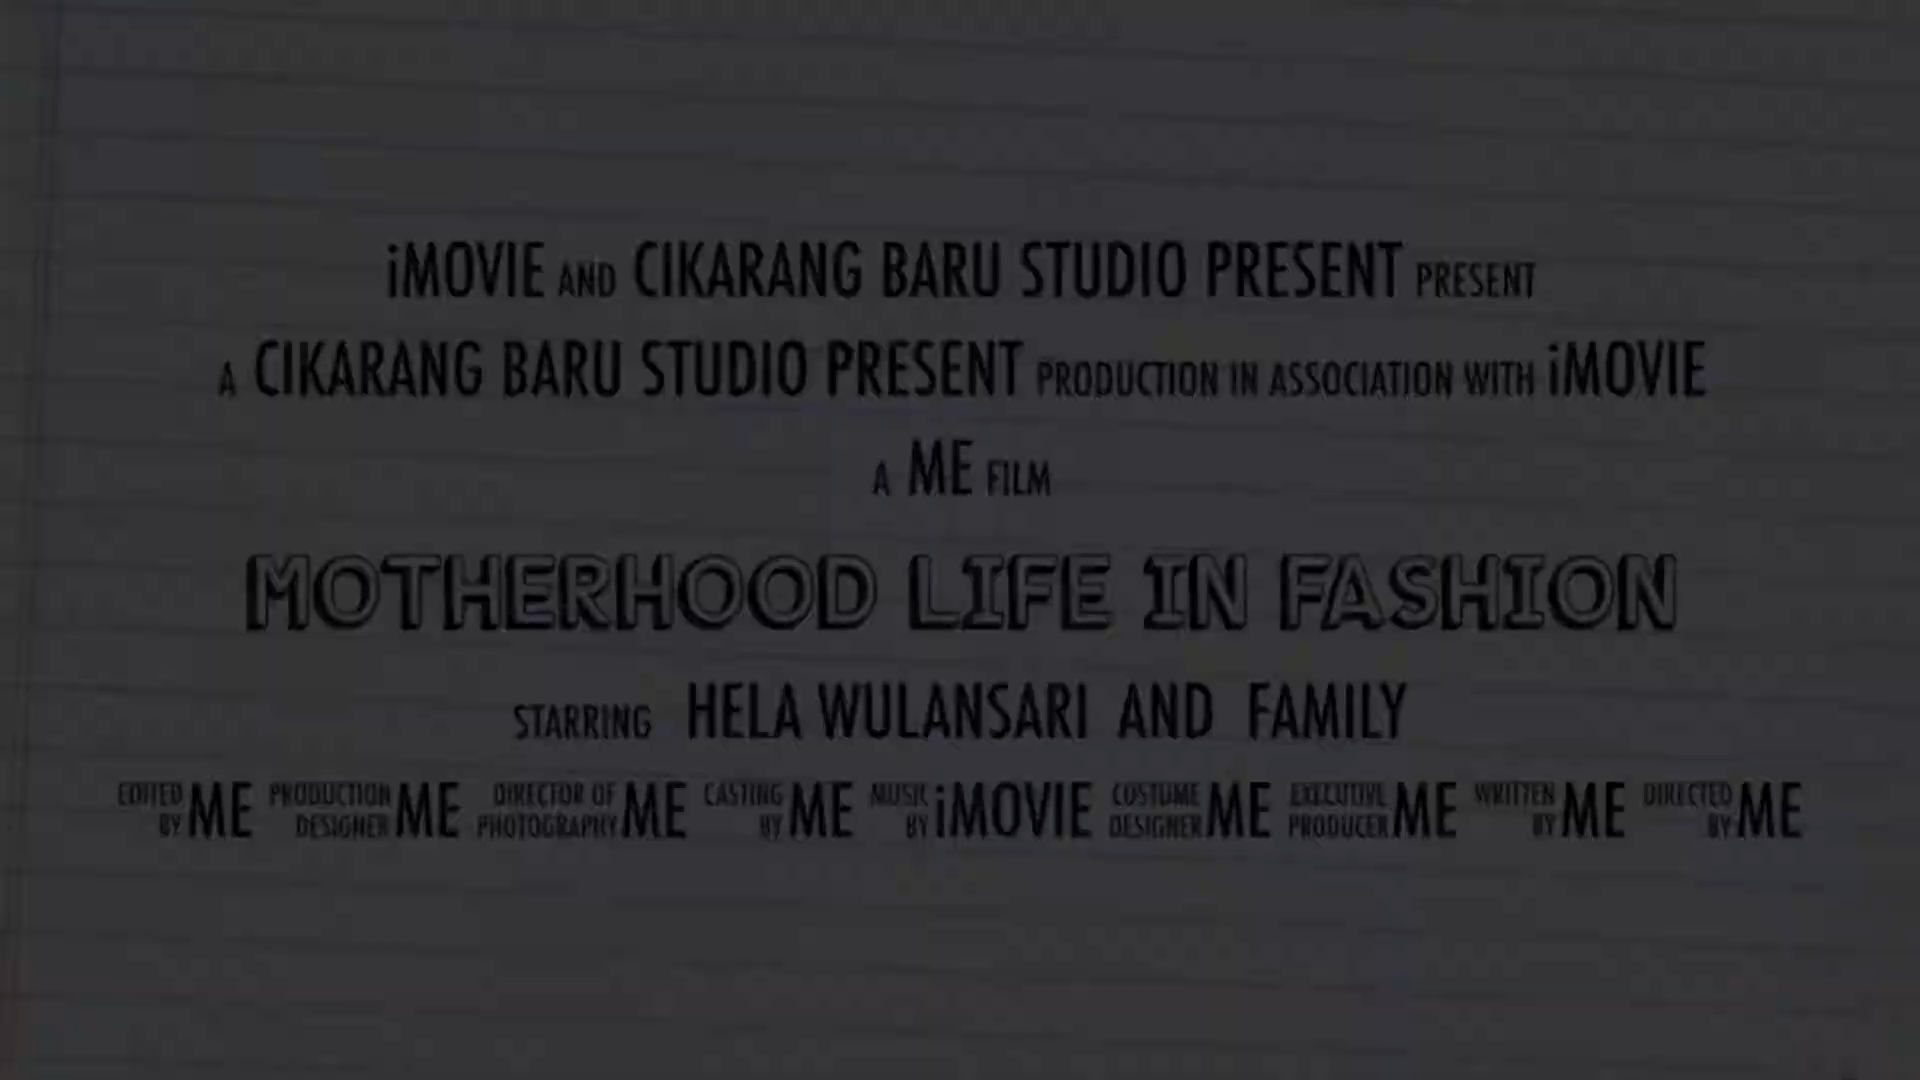 iMOVIE AND CIKARANG BARU STUDIO PRESENT PRESENT
A CIKARANG BARU STUDIO PRESENT PRODUCTION IN ASSOCIATION WITH iMOVIE
A ME FILM
MOTHERHOOD LIFE IN FASHION
STARRING HELA WULANSARI AND FAMILY
EDITED BY ME PRODUCTION DESIGNER ME DIRECTOR OF PHOTOGRAPHY ME CASTING BY ME MUSIC BY iMOVIE COSTUME DESIGNER ME EXECUTIVE PRODUCER ME WRITTEN BY ME DIRECTED BY ME